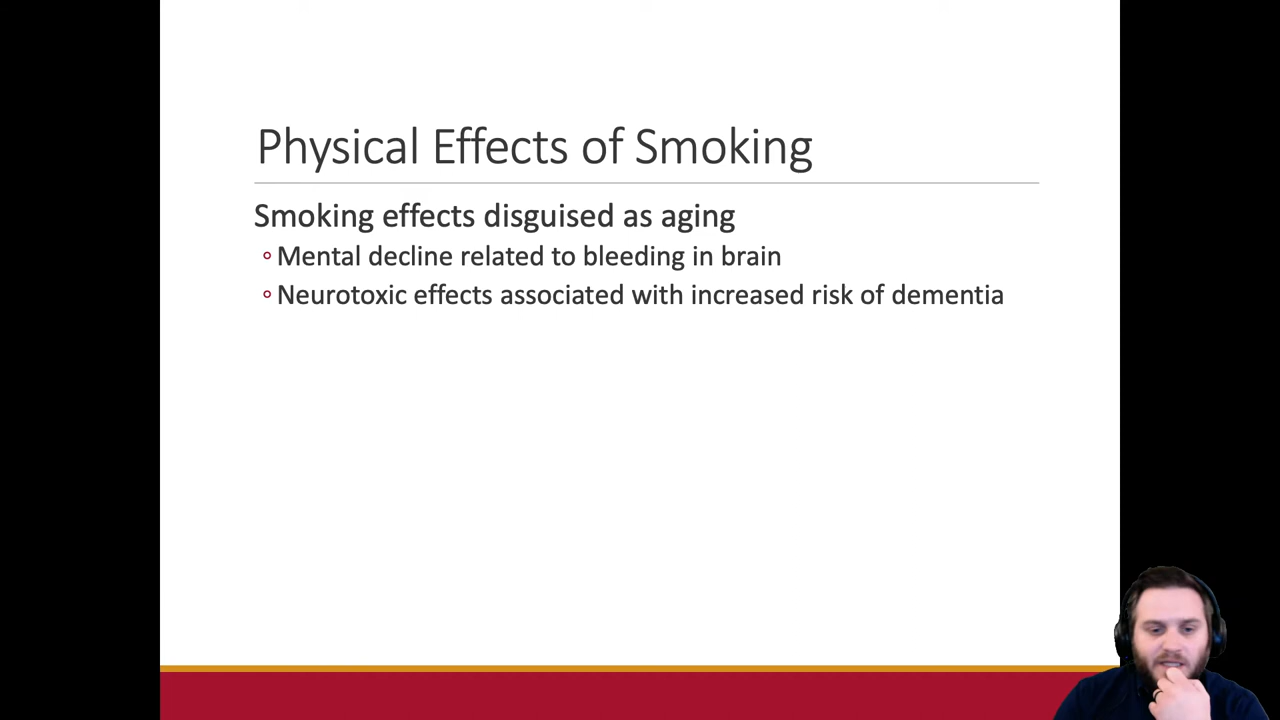 Physical Effects of Smoking
Smoking effects disguised as aging
◦ Mental decline related to bleeding in brain
◦ Neurotoxic effects associated with increased risk of dementia